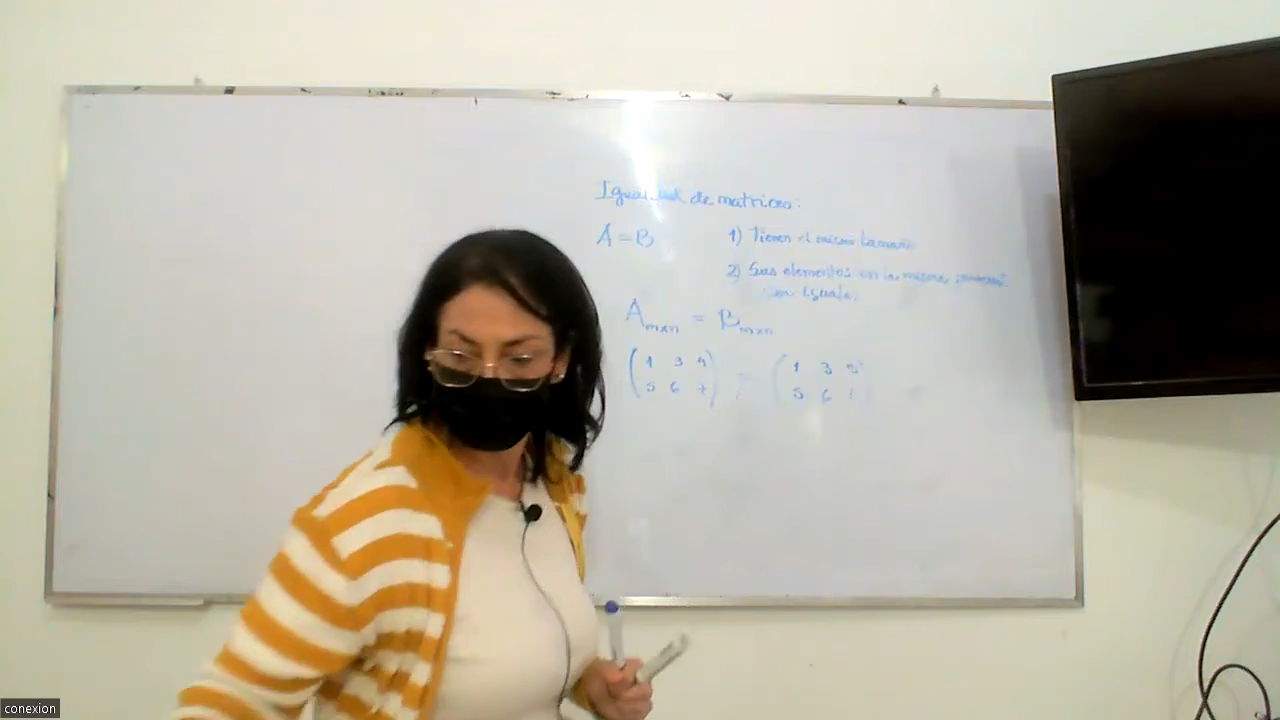 Igualdad de matrices:
A = B 1) Tienen el mismo tamaño
2) Sus elementos en la misma posición
son iguales.
A mxn = B mxn
( 1 3 4 ) = ( 1 3
5 6 7 5 6
conexion